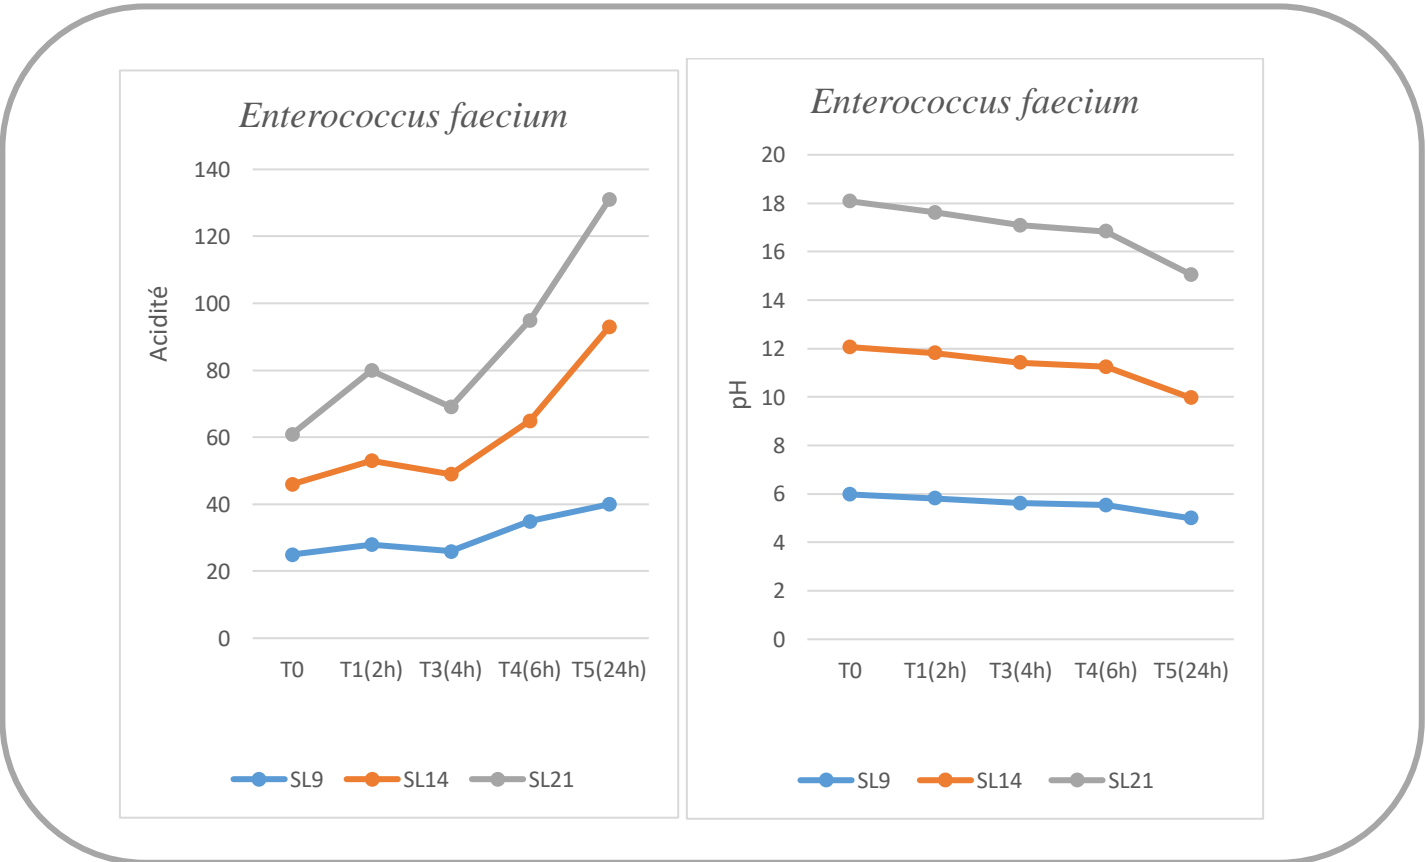 Enterococcus faecium
Acidité
140
120
100
80
60
40
20
0
T0 T1(2h) T3(4h) T4(6h) T5(24h)
SL9 SL14 SL21
Enterococcus faecium
pH
20
18
16
14
12
10
8
6
4
2
0
T0 T1(2h) T3(4h) T4(6h) T5(24h)
SL9 SL14 SL21